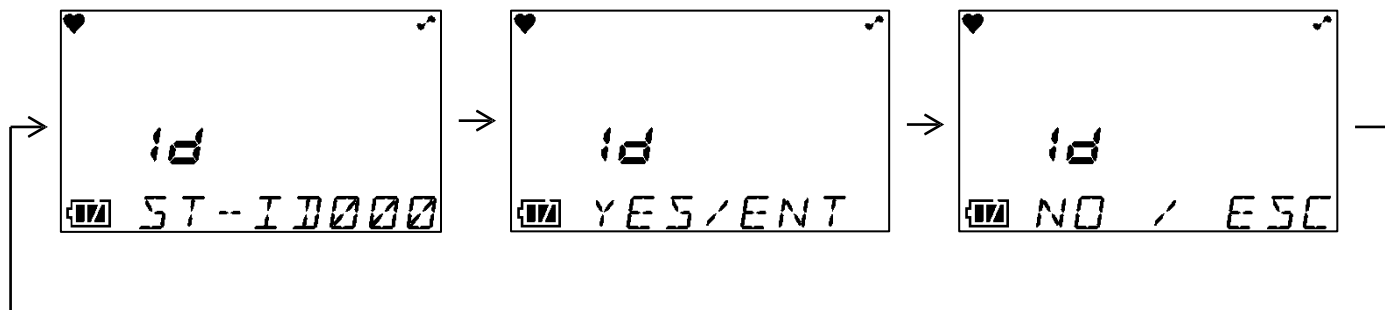 Id
ST--ID000
Id
YES/ENT
Id
NO / ESC